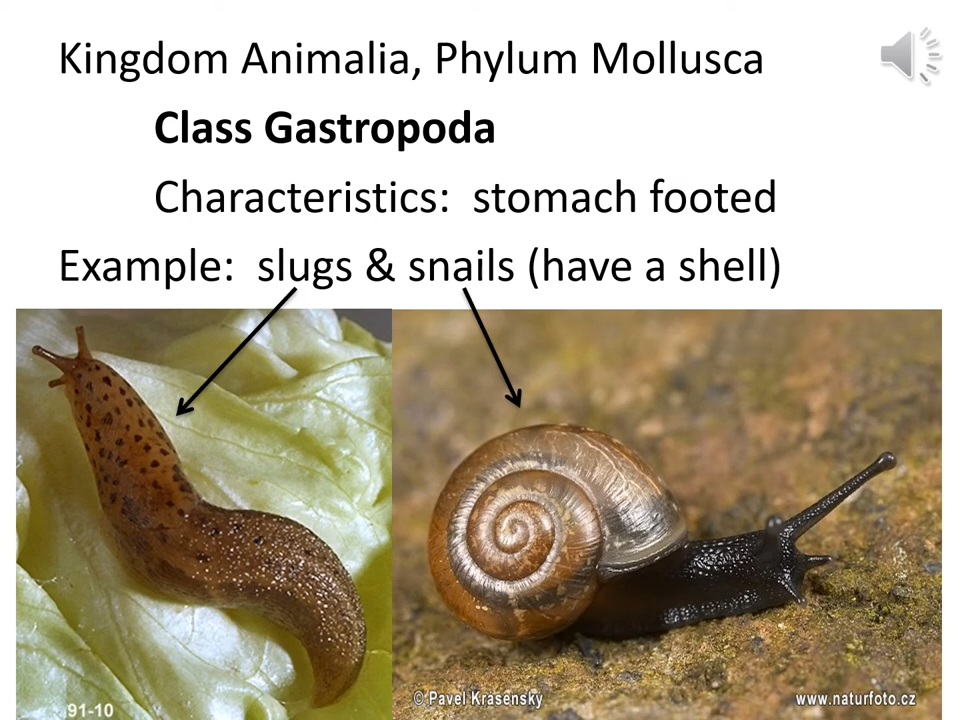 Kingdom Animalia, Phylum Mollusca
Class Gastropoda
Characteristics:  stomach footed
Example:  slugs & snails (have a shell)
91-10
© Pavel Krásenský
www.naturfoto.cz